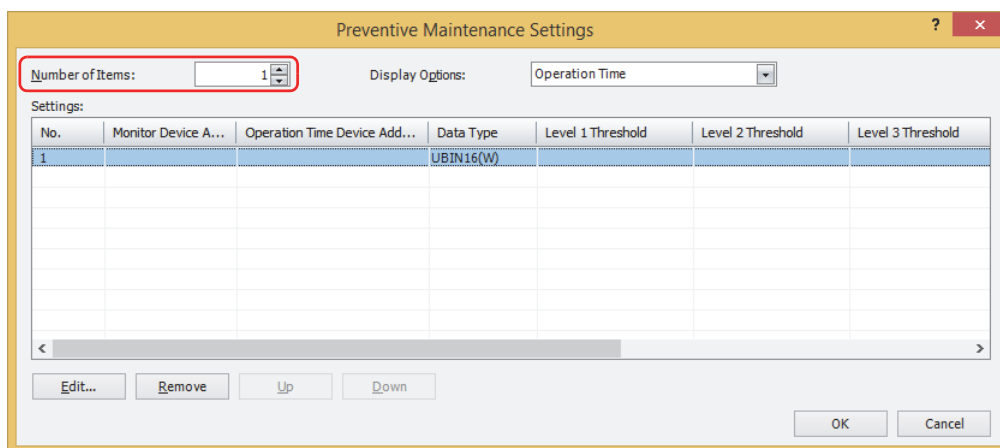 Preventive Maintenance Settings ? ×
Number of Items: 1 Display Options: Operation Time
Settings:
No. Monitor Device A... Operation Time Device Add... Data Type Level 1 Threshold Level 2 Threshold Level 3 Threshold
1 UBIN16(W)
Edit... Remove Up Down
OK Cancel